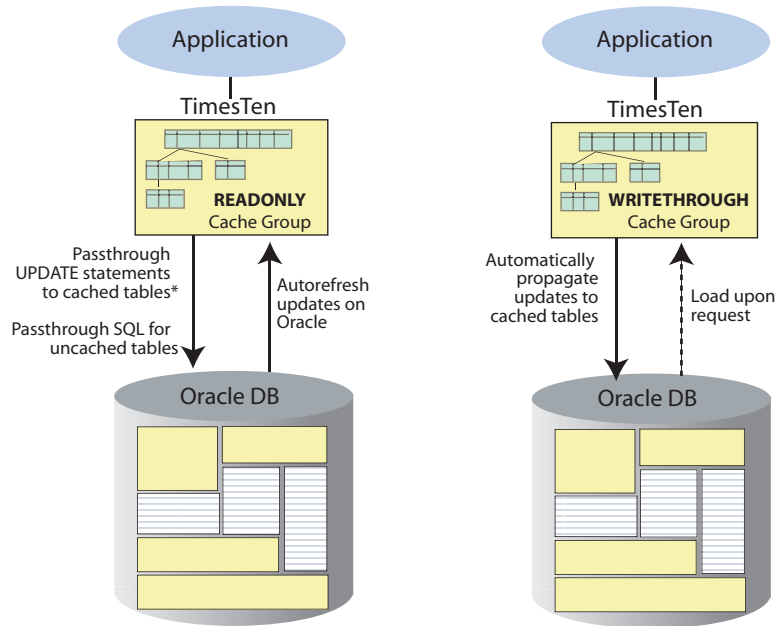 Application
TimesTen
READONLY
Cache Group
Passthrough
UPDATE statements
to cached tables*
Passthrough SQL for
uncached tables
Autorefresh
updates on
Oracle
Oracle DB
Application
TimesTen
WRITETHROUGH
Cache Group
Automatically
propagate
updates to
cached tables
Load upon
request
Oracle DB